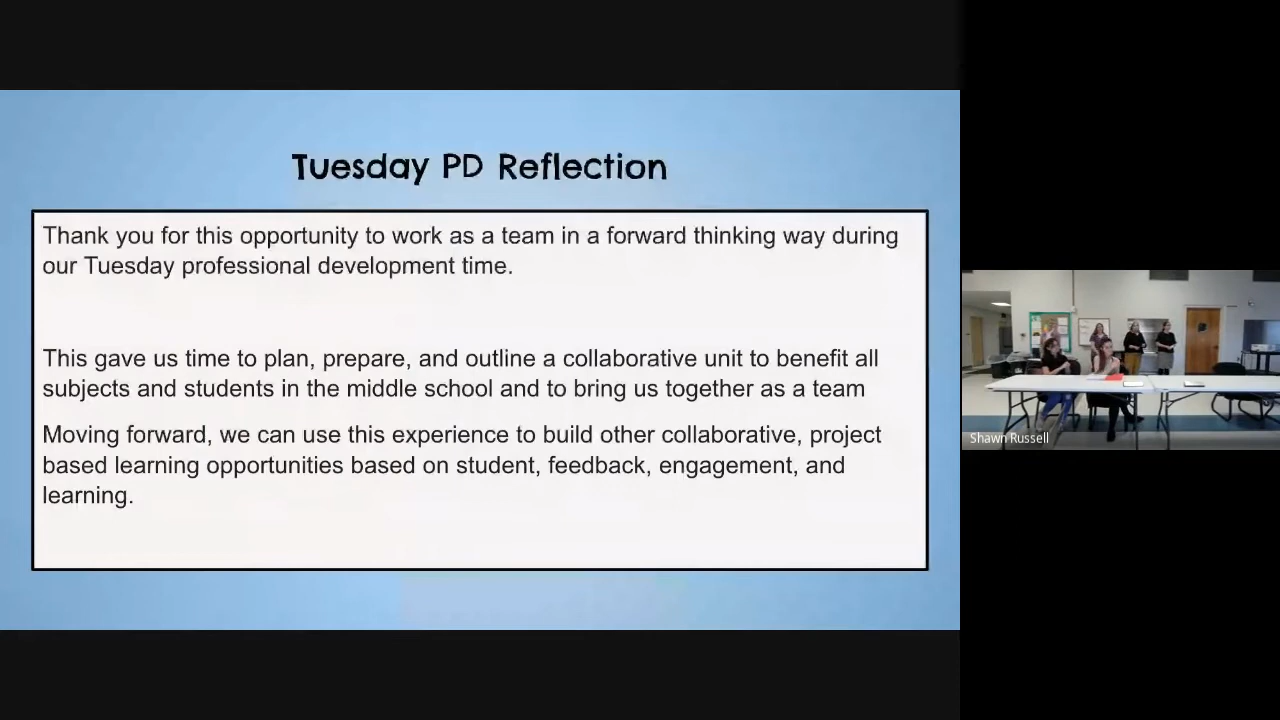 Tuesday PD Reflection
Thank you for this opportunity to work as a team in a forward thinking way during
our Tuesday professional development time.
This gave us time to plan, prepare, and outline a collaborative unit to benefit all
subjects and students in the middle school and to bring us together as a team
Moving forward, we can use this experience to build other collaborative, project
based learning opportunities based on student, feedback, engagement, and
learning.
Shawn Russell